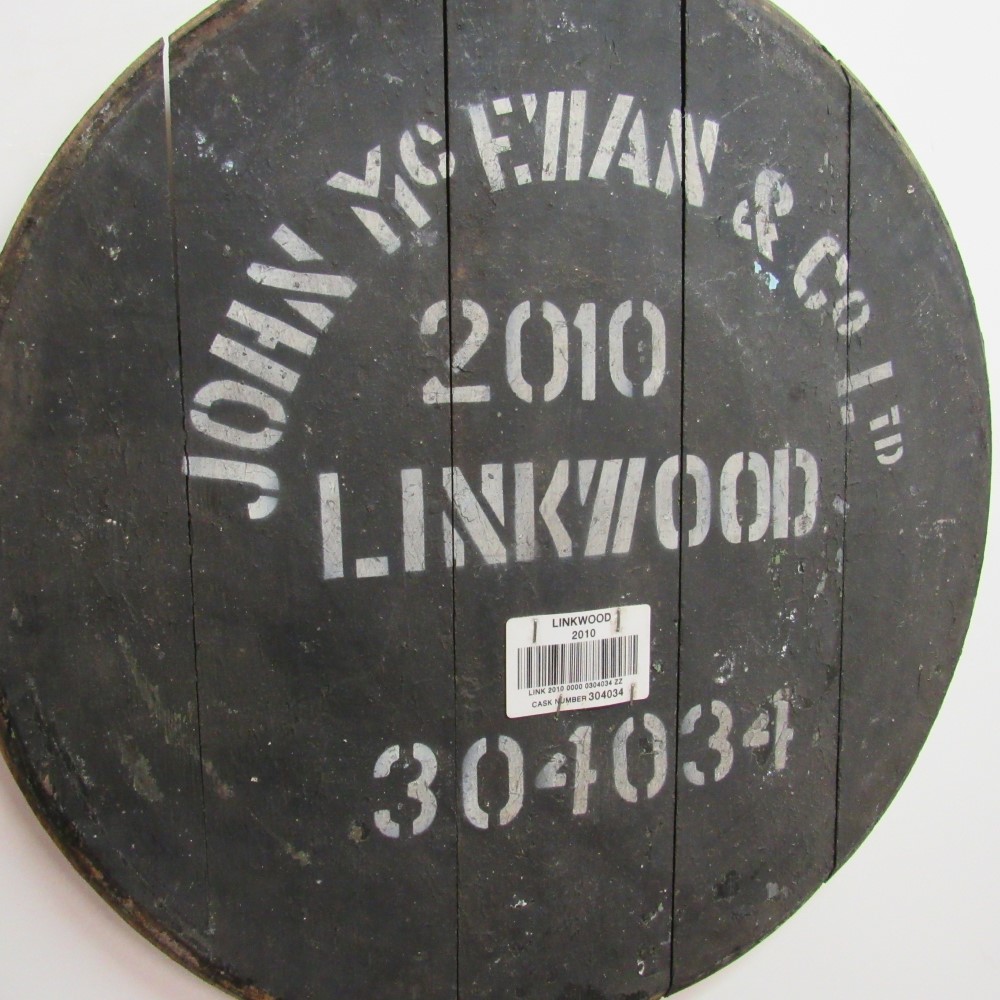 JOHN MC EWAN & CO LTD
2010
LINKWOOD
LINKWOOD
2010
LINK 2010 0000 0304034 ZZ
CASK NUMBER 304034
304034